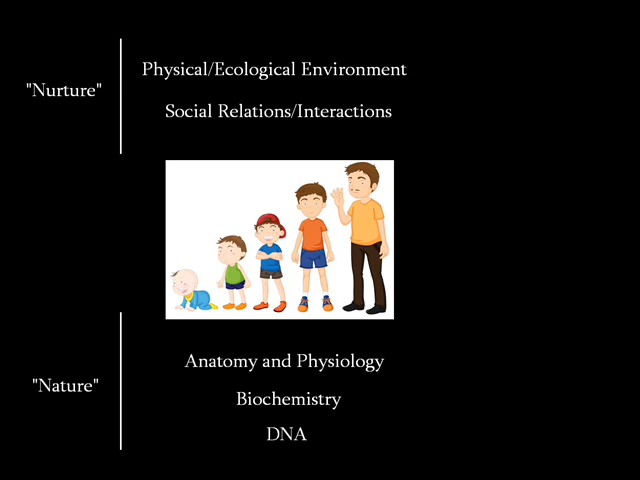 Physical/Ecological Environment
"Nurture"
Social Relations/Interactions
Anatomy and Physiology
"Nature"
Biochemistry
DNA